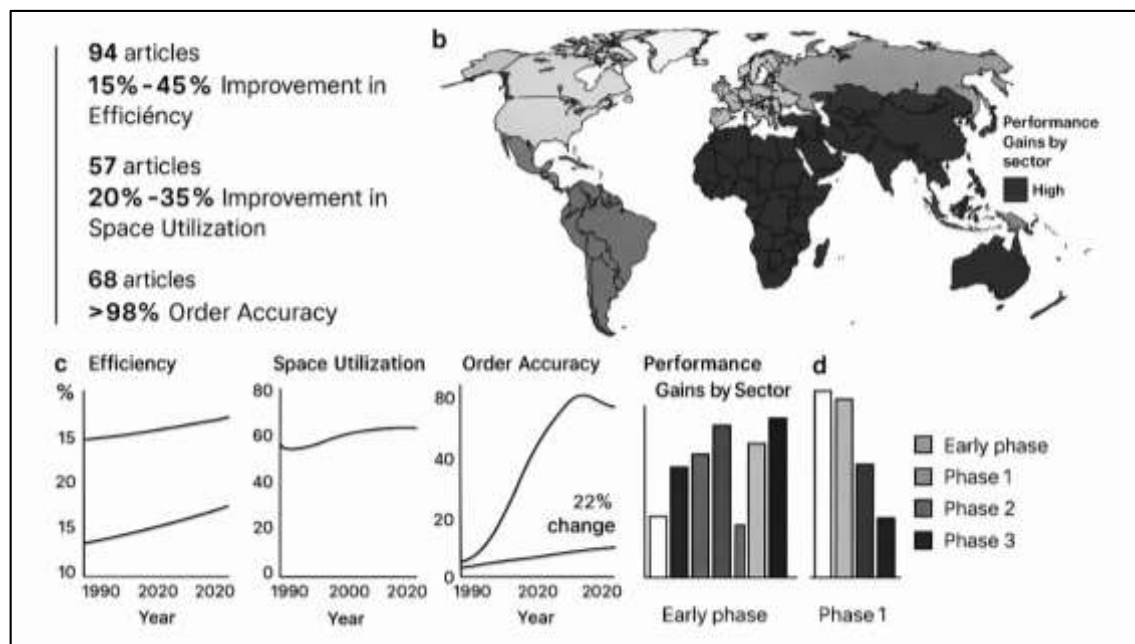 94 articles
15%-45% Improvement in
Efficiéncy
57 articles
20%-35% Improvement in
Space Utilization
68 articles
>98% Order Accuracy
b
Performance
Gains by
sector
High
c Efficiency
%
15
20
15
10
1990 2020 2020
Year
Space Utilization
80
60
40
20
0
1990 2000 2020
Year
Order Accuracy
80
40
20
0
22%
change
1990 2020 2020
Year
Performance
Gains by Sector
Early phase
d
Phase 1
Early phase
Phase 1
Phase 2
Phase 3